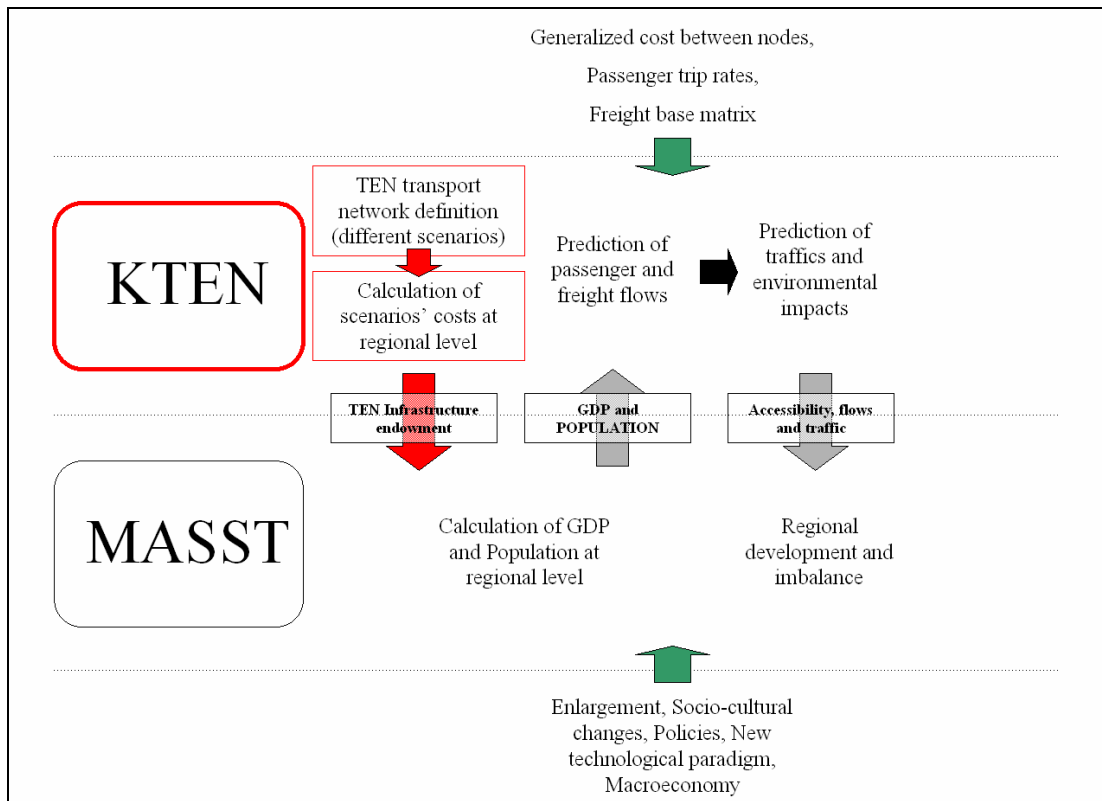 Generalized cost between nodes,
Passenger trip rates,
Freight base matrix
KTEN
TEN transport
network definition
(different scenarios)
Calculation of
scenarios' costs at
regional level
Prediction of
passenger and
freight flows
Prediction of
traffics and
environmental
impacts
TEN Infrastructure
endowment
GDP and
POPULATION
Accessibility, flows
and traffic
MASST
Calculation of GDP
and Population at
regional level
Regional
development and
imbalance
Enlargement, Socio-cultural
changes, Policies, New
technological paradigm,
Macroeconomy